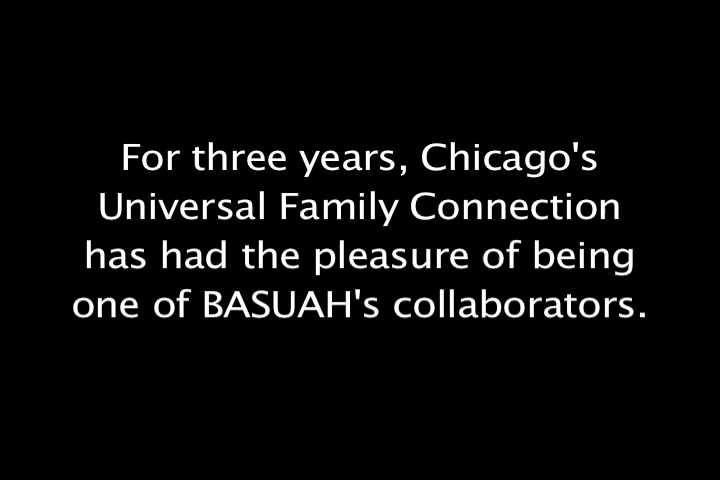 For three years, Chicago's
Universal Family Connection
has had the pleasure of being
one of BASUAH's collaborators.